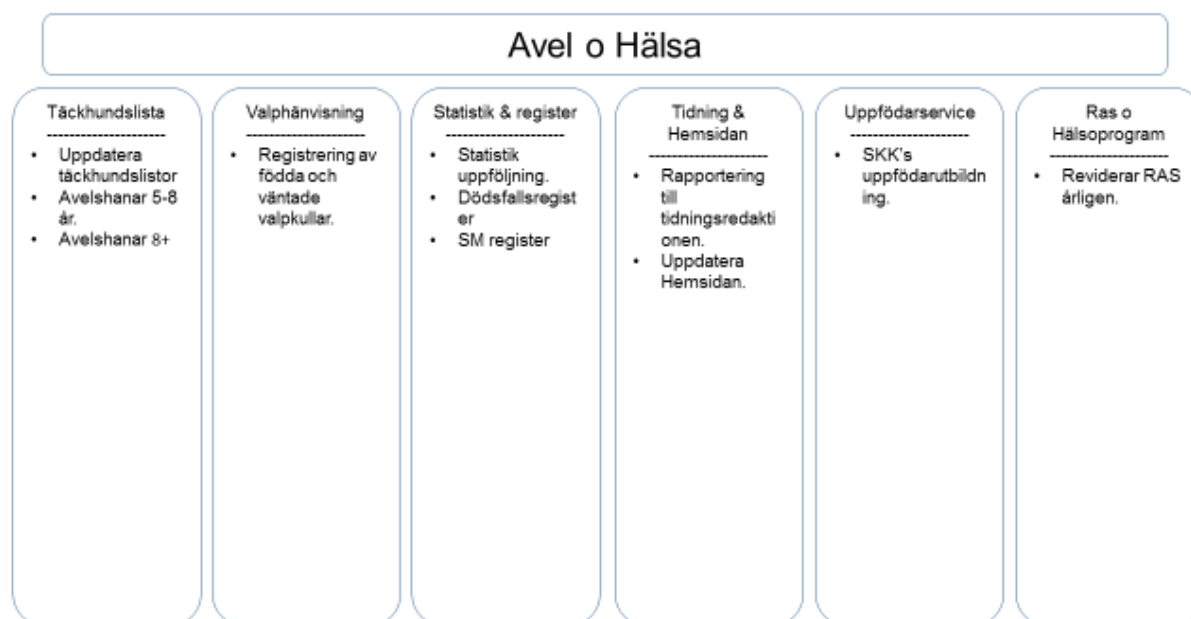 Avel o Hälsa
Täckhundslista
----------------------
• Uppdatera
täckhundslistor
• Avelshanar 5-8
år.
• Avelshanar 8+
Valphänvisning
----------------------
• Registrering av
födda och
väntade
valpkullar.
Statistik & register
----------------------
• Statistik
uppföljning.
• Dödsfallsregist
er
• SM register
Tidning &
Hemsidan
----------------------
• Rapportering
till
tidningsredakti
onen.
• Uppdatera
Hemsidan.
Uppfödarservice
----------------------
• SKK's
uppfödarutbildn
ing.
Ras o
Hälsoprogram
----------------------
• Reviderar RAS
årligen.